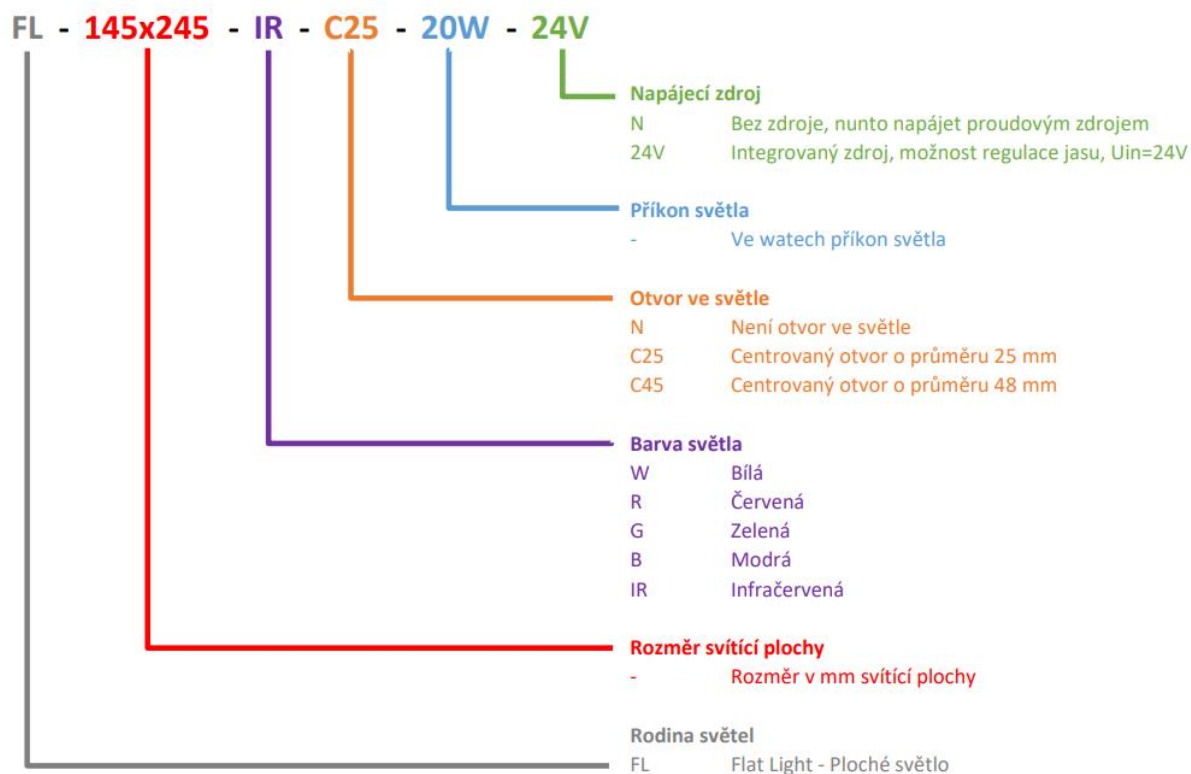 FL - 145x245 - IR - C25 - 20W - 24V
Napájecí zdroj
N Bez zdroje, nunto napájet proudovým zdrojem
24V Integrovaný zdroj, možnost regulace jasu, Uin=24V
Příkon světla
- Ve watech příkon světla
Otvor ve světle
N Není otvor ve světle
C25 Centrovaný otvor o průměru 25 mm
C45 Centrovaný otvor o průměru 48 mm
Barva světla
W Bílá
R Červená
G Zelená
B Modrá
IR Infračervená
Rozměr svítící plochy
- Rozměr v mm svítící plochy
Rodina světel
FL Flat Light - Ploché světlo